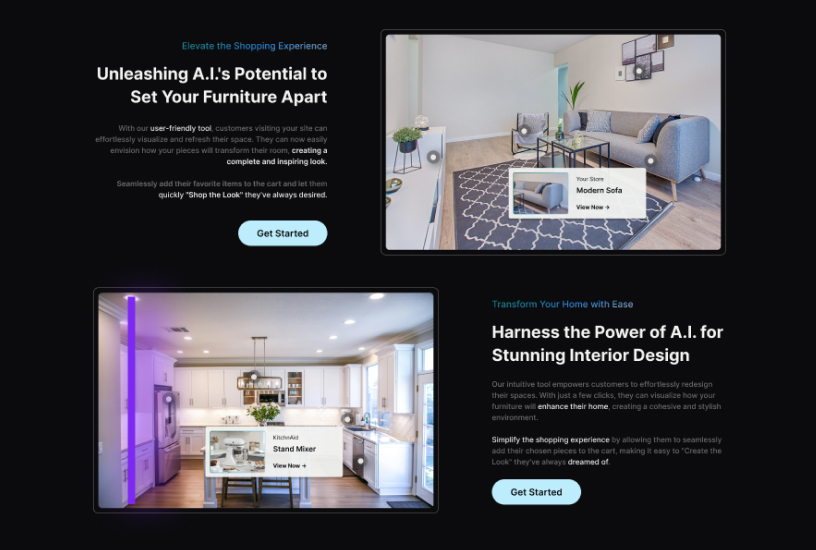 Elevate the Shopping Experience
Unleashing A.I.'s Potential to
Set Your Furniture Apart
With our user-friendly tool, customers visiting your site can
effortlessly visualize and refresh their space. They can now easily
envision how your pieces will transform their room, creating a
complete and inspiring look.
Seamlessly add their favorite items to the cart and let them
quickly "Shop the Look" they've always desired.
Get Started
Your Store
Modern Sofa
View Now →
KitchnAid
Stand Mixer
View Now →
Transform Your Home with Ease
Harness the Power of A.I. for
Stunning Interior Design
Our intuitive tool empowers customers to effortlessly redesign
their spaces. With just a few clicks, they can visualize how your
furniture will enhance their home, creating a cohesive and stylish
environment.
Simplify the shopping experience by allowing them to seamlessly
add their chosen pieces to the cart, making it easy to "Create the
Look" they've always dreamed of.
Get Started